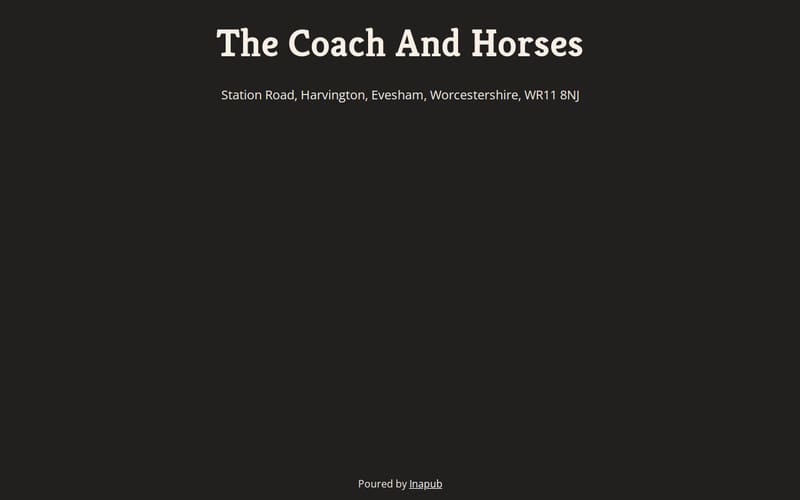 The Coach And Horses
Station Road, Harvington, Evesham, Worcestershire, WR11 8NJ
Poured by Inapub